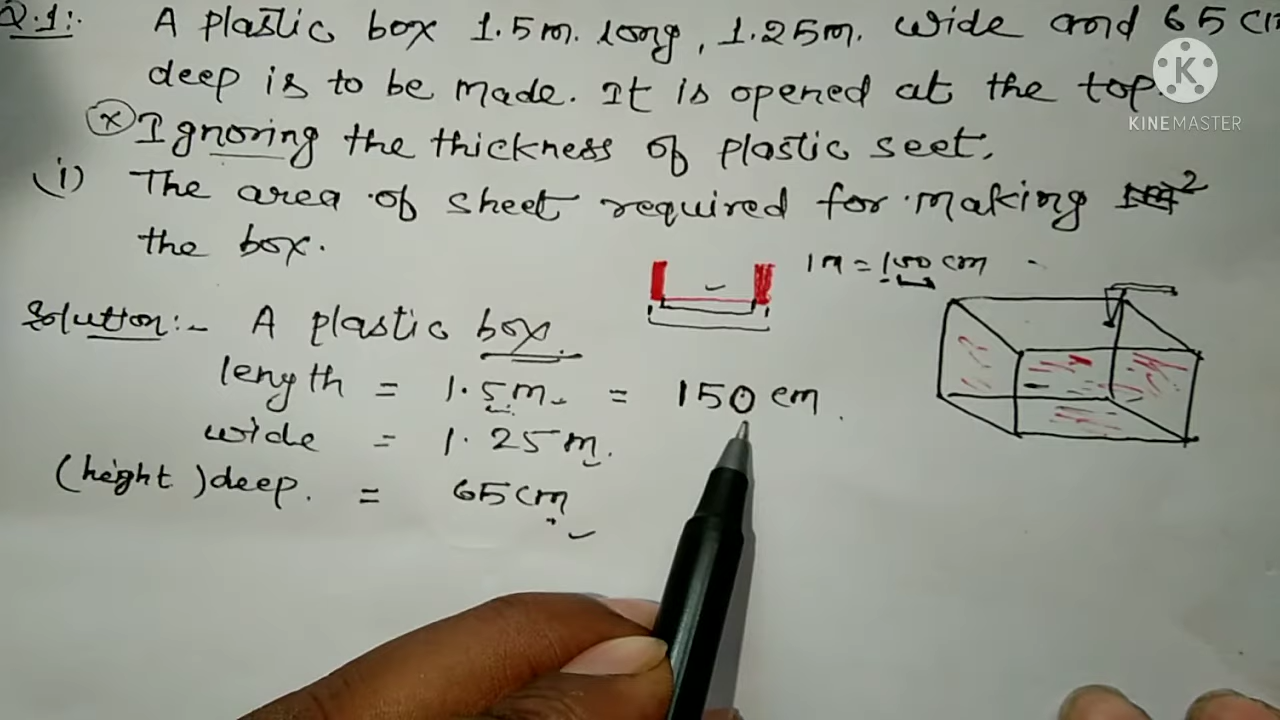 Q.1:. A plastic box 1.5m. long, 1.25m. wide and 65 cm
deep is to be made. It is opened at the top.
KINEMASTER
(x) Ignoring the thickness of plastic seet.
(i) The area of sheet required for making
the box.
1m = 100 cm
Solution:- A plastic box.
length = 1.5m. = 150 cm.
wide = 1.25m.
(height) deep. = 65cm